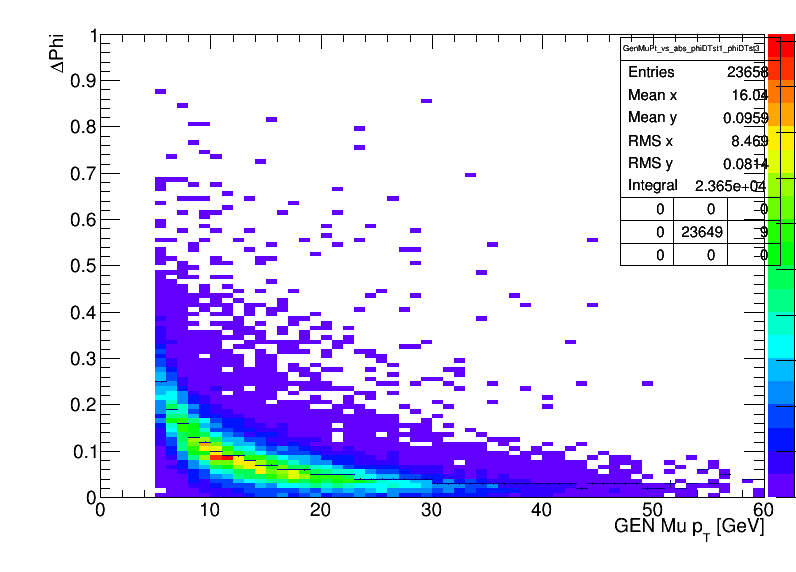 GenMuPt_vs_abs_phiDTst1_phiDTst3
Entries 23658
Mean x 16.04
Mean y 0.0959
RMS x 8.469
RMS y 0.0814
Integral 2.365e+04
0 0 0
0 23649 9
0 0 0
ΔPhi
1
0.9
0.8
0.7
0.6
0.5
0.4
0.3
0.2
0.1
0
0 10 20 30 40 50 60
GEN Mu pT [GeV]